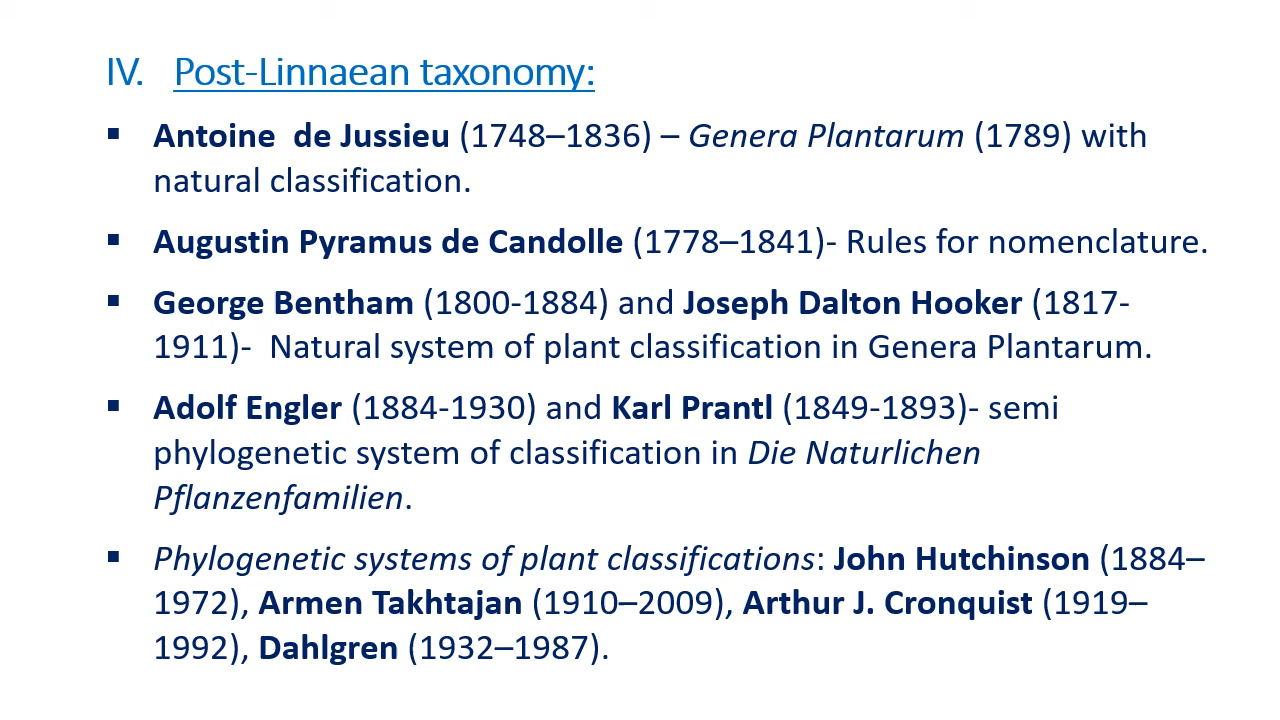 IV. Post-Linnaean taxonomy:
▪ Antoine  de Jussieu (1748–1836) – Genera Plantarum (1789) with
natural classification.
▪ Augustin Pyramus de Candolle (1778–1841)- Rules for nomenclature.
▪ George Bentham (1800-1884) and Joseph Dalton Hooker (1817-
1911)-  Natural system of plant classification in Genera Plantarum.
▪ Adolf Engler (1884-1930) and Karl Prantl (1849-1893)- semi
phylogenetic system of classification in Die Naturlichen
Pflanzenfamilien.
▪ Phylogenetic systems of plant classifications: John Hutchinson (1884–
1972), Armen Takhtajan (1910–2009), Arthur J. Cronquist (1919–
1992), Dahlgren (1932–1987).